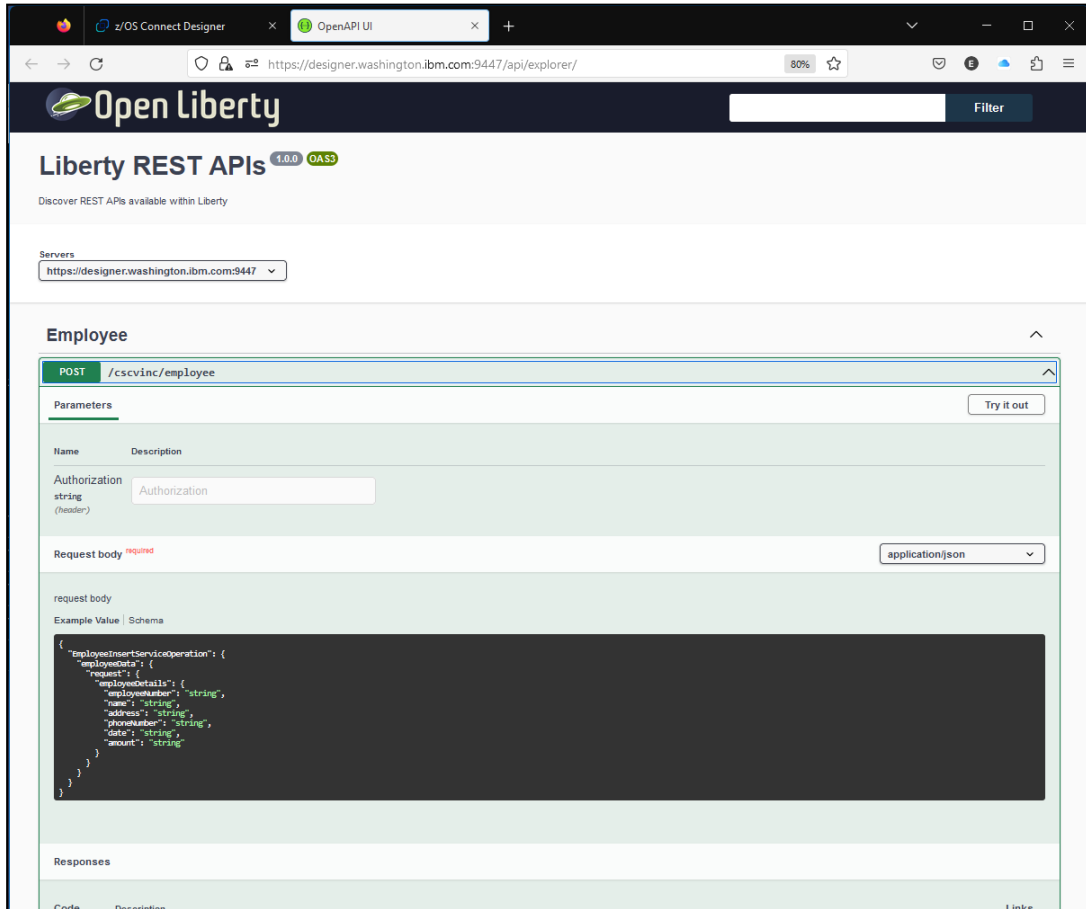 z/OS Connect Designer
OpenAPI UI
https://designer.washington.ibm.com:9447/api/explorer/
80%
E
Open Liberty
Filter
Liberty REST APIs 1.0.0 OAS3
Discover REST APIs available within Liberty
Servers
https://designer.washington.ibm.com:9447
Employee
POST /cscvinc/employee
Parameters
Try it out
Name Description
Authorization
string
(header)
Authorization
Request body required
application/json
request body
Example Value Schema
{
"EmployeeInsertServiceOperation": {
"employeeData": {
"request": {
"employeeDetails": {
"employeeNumber": "string",
"name": "string",
"address": "string",
"phoneNumber": "string",
"date": "string",
"amount": "string"
}
}
}
}
}
Responses
Code Description Links